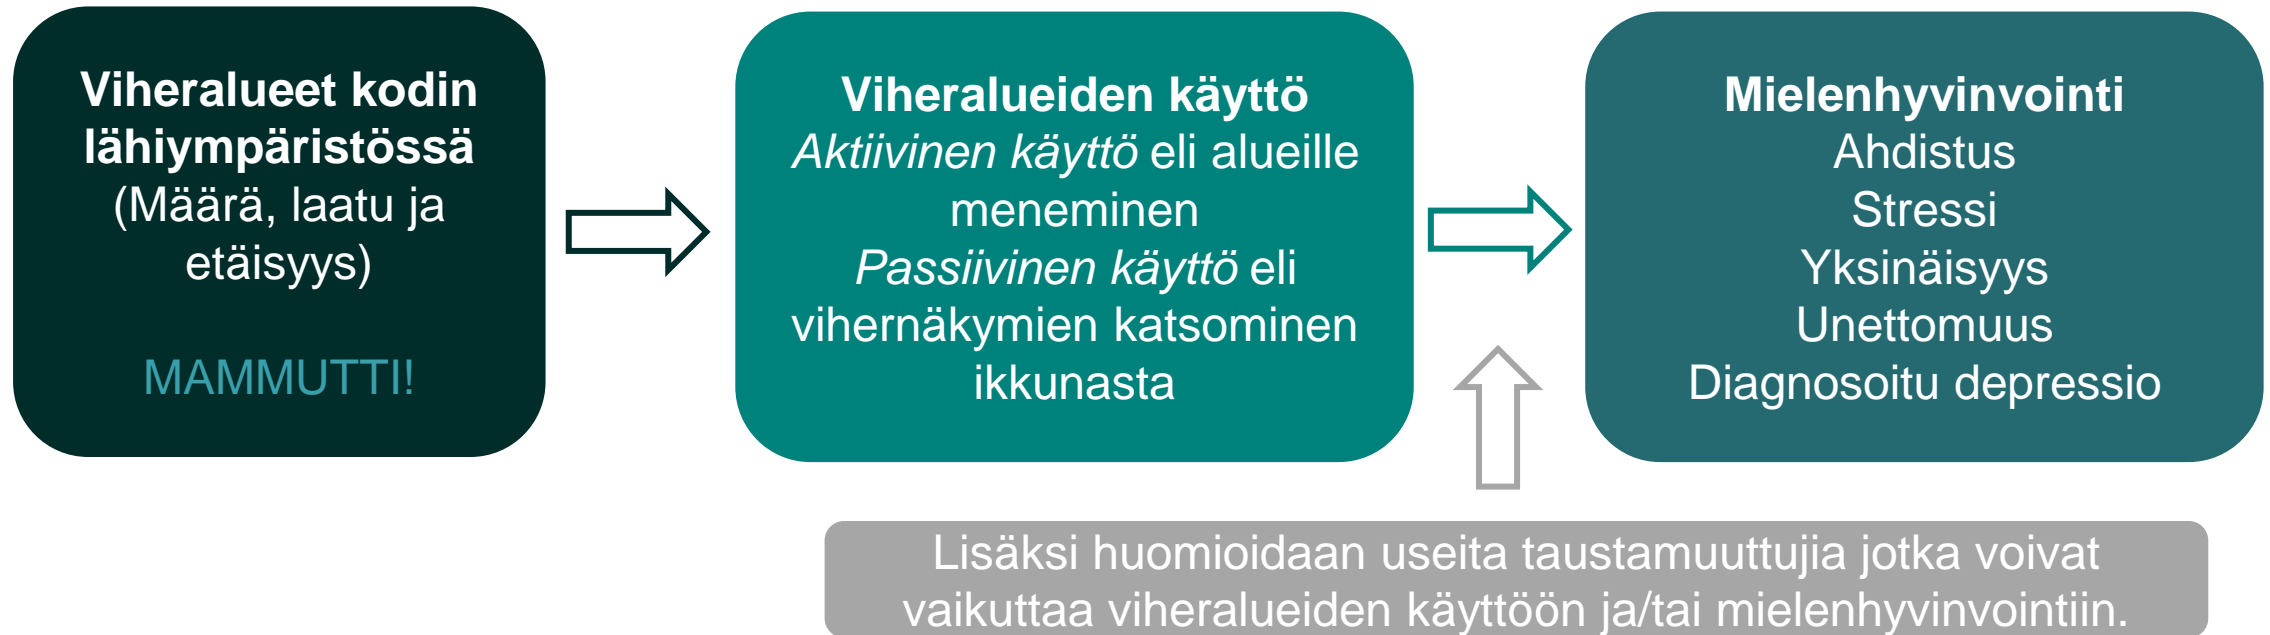 Viheralueet kodin
lähiympäristössä
(Määrä, laatu ja
etäisyys)
MAMMUTTI!
Viheralueiden käyttö
Aktiivinen käyttö eli alueille
meneminen
Passiivinen käyttö eli
vihernäkymien katsominen
ikkunasta
Mielenhyvinvointi
Ahdistus
Stressi
Yksinäisyys
Unettomuus
Diagnosoitu depressio
Lisäksi huomioidaan useita taustamuuttujia jotka voivat
vaikuttaa viheralueiden käyttöön ja/tai mielenhyvinvointiin.